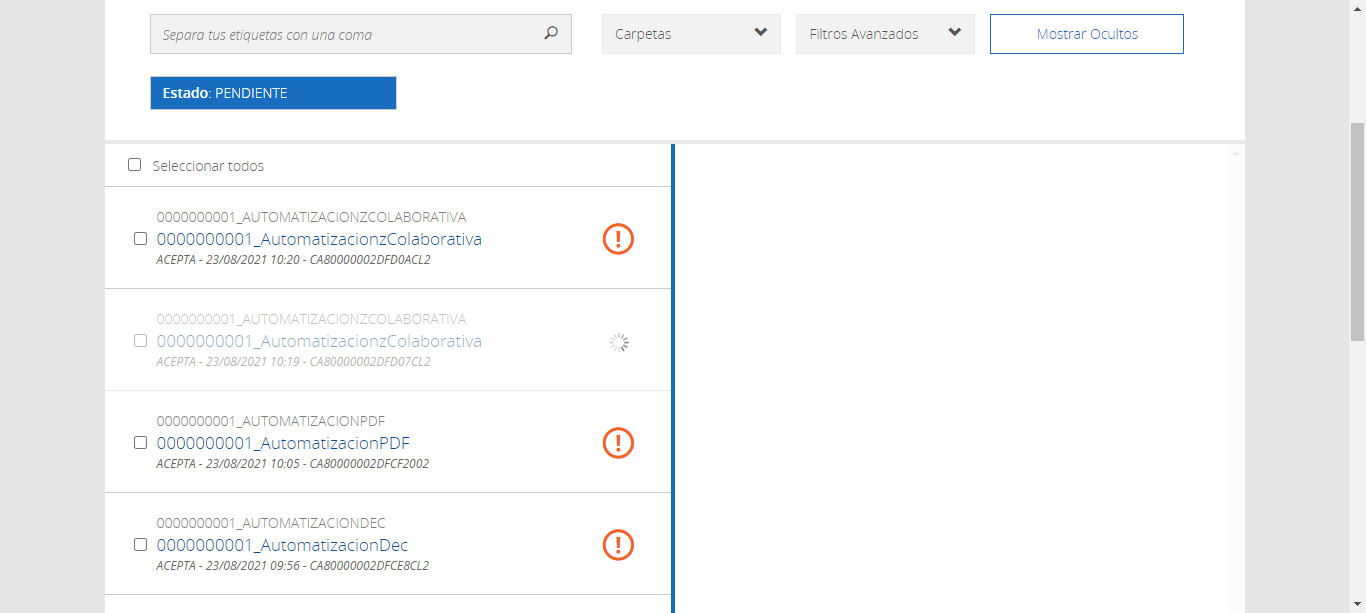 Separa tus etiquetas con una coma
Carpetas
Filtros Avanzados
Mostrar Ocultos
Estado: PENDIENTE
Seleccionar todos
0000000001_AUTOMATIZACIONZCOLABORATIVA
0000000001_AutomatizacionzColaborativa
ACEPTA - 23/08/2021 10:20 - CA80000002DFD0ACL2
0000000001_AUTOMATIZACIONZCOLABORATIVA
0000000001_AutomatizacionzColaborativa
ACEPTA - 23/08/2021 10:19 - CA80000002DFD07CL2
0000000001_AUTOMATIZACIONPDF
0000000001_AutomatizacionPDF
ACEPTA - 23/08/2021 10:05 - CA80000002DFCF2002
0000000001_AUTOMATIZACIONDEC
0000000001_AutomatizacionDec
ACEPTA - 23/08/2021 09:56 - CA80000002DFCE8CL2